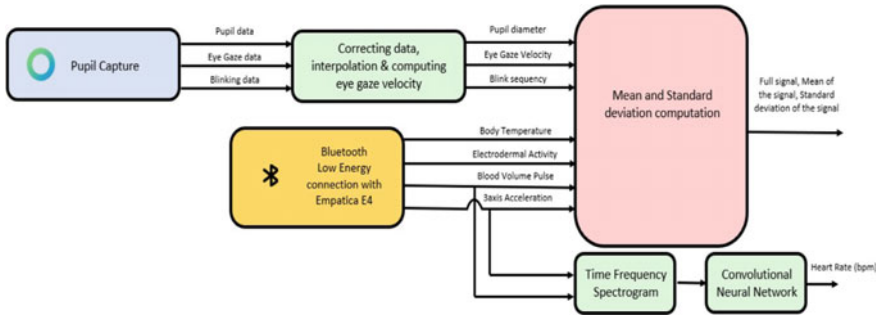 Pupil data
Eye Gaze data
Blinking data
Pupil Capture
Correcting data,
interpolation & computing
eye gaze velocity
Pupil diameter
Eye Gaze Velocity
Blink sequency
Mean and Standard
deviation computation
Full signal, Mean of
the signal, Standard
deviation of the signal
Bluetooth
Low Energy
connection with
Empatica E4
Body Temperature
Electrodermal Activity
Blood Volume Pulse
3axis Acceleration
Time Frequency
Spectrogram
Convolutional
Neural Network
Heart Rate (bpm)